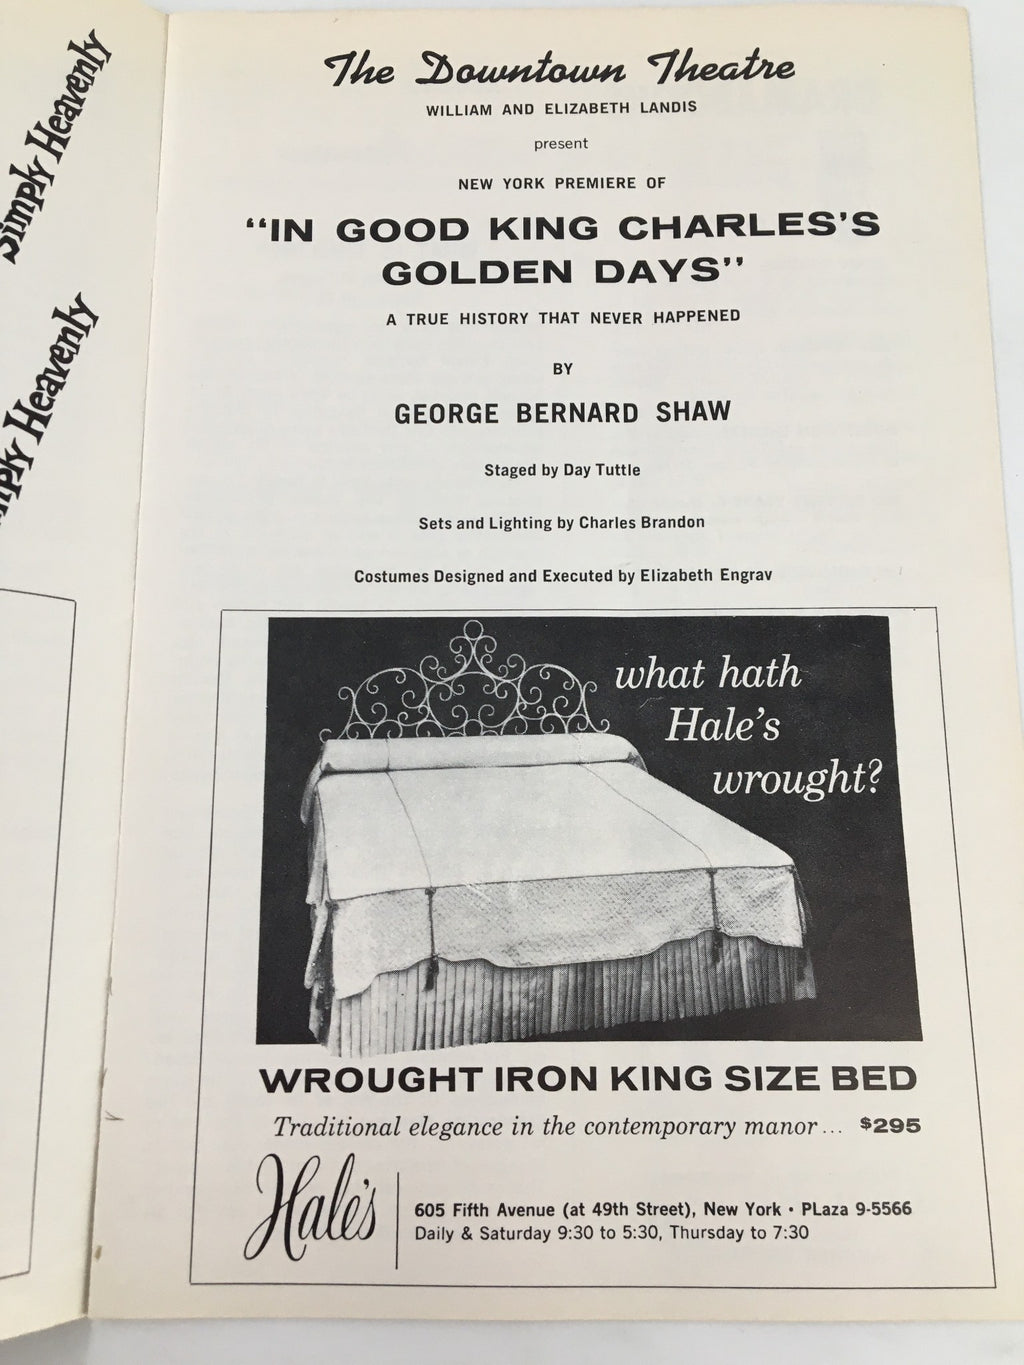 Simply Heavenly
Heavenly
The Downtown Theatre
WILLIAM AND ELIZABETH LANDIS
present
NEW YORK PREMIERE OF
“IN GOOD KING CHARLES'S
GOLDEN DAYS”
A TRUE HISTORY THAT NEVER HAPPENED
BY
GEORGE BERNARD SHAW
Staged by Day Tuttle
Sets and Lighting by Charles Brandon
Costumes Designed and Executed by Elizabeth Engrav
what hath
Hale's
wrought?
WROUGHT IRON KING SIZE BED
Traditional elegance in the contemporary manor... $295
Hale's
605 Fifth Avenue (at 49th Street), New York • PLaza 9-5566
Daily & Saturday 9:30 to 5:30, Thursday to 7:30